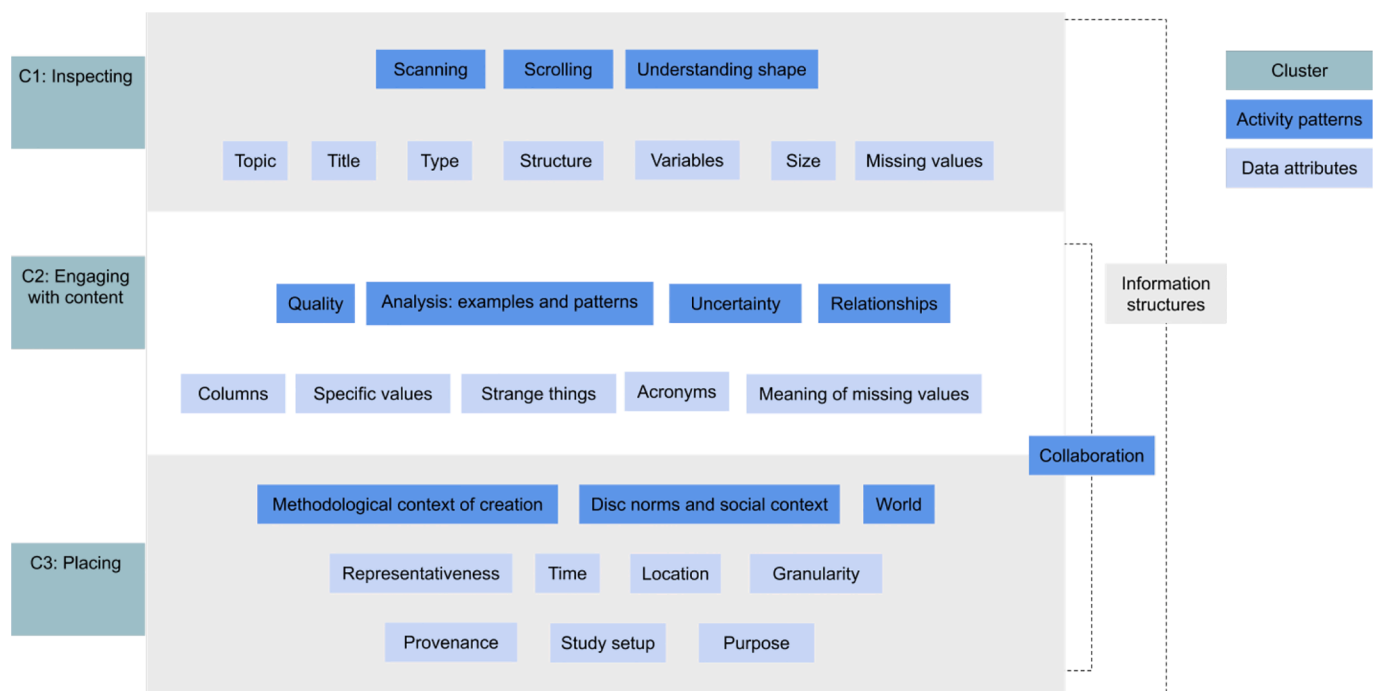 C1: Inspecting
Scanning
Scrolling
Understanding shape
Topic
Title
Type
Structure
Variables
Size
Missing values
Cluster
Activity patterns
Data attributes
C2: Engaging
with content
Quality
Analysis: examples and patterns
Uncertainty
Relationships
Information
structures
Columns
Specific values
Strange things
Acronyms
Meaning of missing values
Collaboration
C3: Placing
Methodological context of creation
Disc norms and social context
World
Representativeness
Time
Location
Granularity
Provenance
Study setup
Purpose